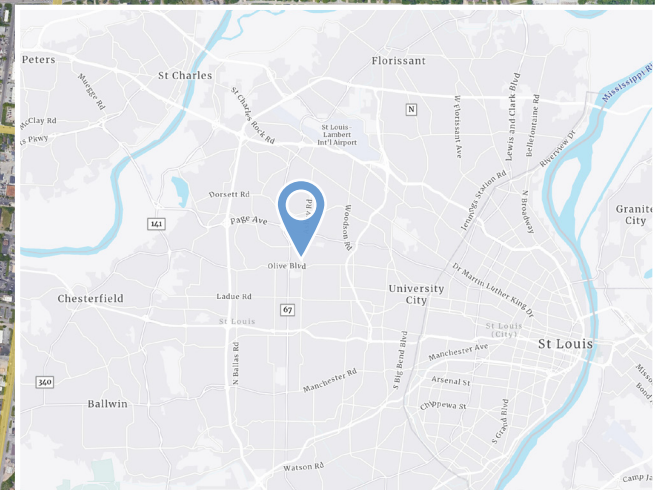 Peters
St Charles
Florissant
Muegge Rd
McClay Rd
St Charles Rock Rd
N
W Florissant Ave
Lewis and Clark Blvd
Bellefontaine Rd
Mississippi Ri
St Louis
Lambert
Int'l Airport
Riverview Dr
Jennings Station Rd
N Broadway
Granite
City
Dorsett Rd
Page Ave
141
v Rd
Woodson Rd
Olive Blvd
Chesterfield
Ladue Rd
67
University
City
Dr Martin Luther King Dr
St Louis
St Louis
(City)
St Louis
N Ballas Rd
Manchester Rd
S Big Bend Blvd
Manchester Ave
Arsenal St
Chippewa St
S Grand Blvd
340
Ballwin
Watson Rd
Camp Ja